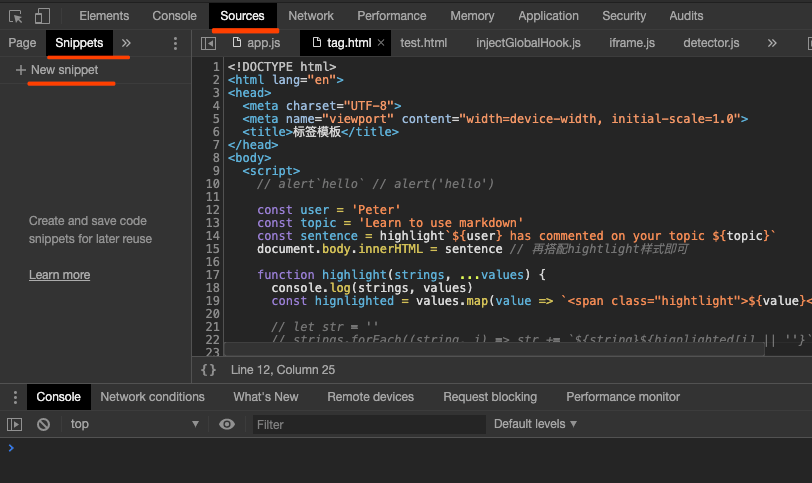 Elements Console Sources Network Performance Memory Application Security Audits
Page Snippets » app.js tag.html × test.html injectGlobalHook.js iframe.js detector.js »
+ New snippet
Create and save code
snippets for later reuse
Learn more
1 <!DOCTYPE html>
2 <html lang="en">
3 <head>
4 <meta charset="UTF-8">
5 <meta name="viewport" content="width=device-width, initial-scale=1.0">
6 <title>标签模板</title>
7 </head>
8 <body>
9 <script>
10 // alert`hello` // alert('hello')
11
12 const user = 'Peter'
13 const topic = 'Learn to use markdown'
14 const sentence = highlight`${user} has commented on your topic ${topic}`
15 document.body.innerHTML = sentence // 再搭配hightlight样式即可
16
17 function highlight(strings, ...values) {
18 console.log(strings, values)
19 const hignlighted = values.map(value => `<span class="hightlight">${value}<
20
21 // let str = ''
22 // strings.forEach((string, i) => str += `${string}${hignlighted[i] || ''}`
23
{} Line 12, Column 25
Console Network conditions What's New Remote devices Request blocking Performance monitor
top ▼ Filter Default levels ▼
>